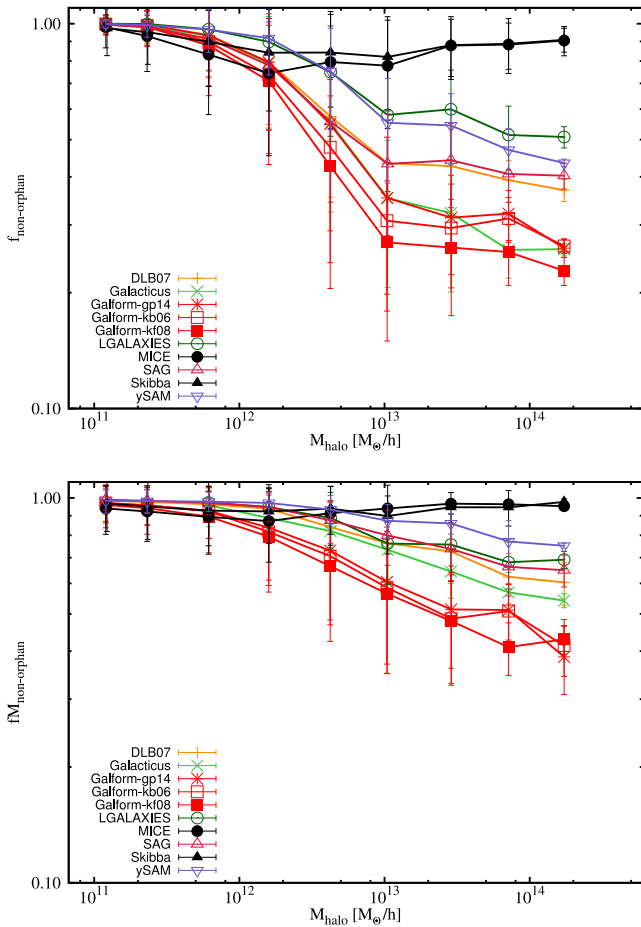 1.00
f_non-orphan
DLB07
Galacticus
Galform-gp14
Galform-kb06
Galform-kf08
LGALAXIES
MICE
SAG
Skibba
ySAM
0.10
10^11 10^12 10^13 10^14
M_halo [M_⊙/h]
1.00
fM_non-orphan
DLB07
Galacticus
Galform-gp14
Galform-kb06
Galform-kf08
LGALAXIES
MICE
SAG
Skibba
ySAM
0.10
10^11 10^12 10^13 10^14
M_halo [M_⊙/h]